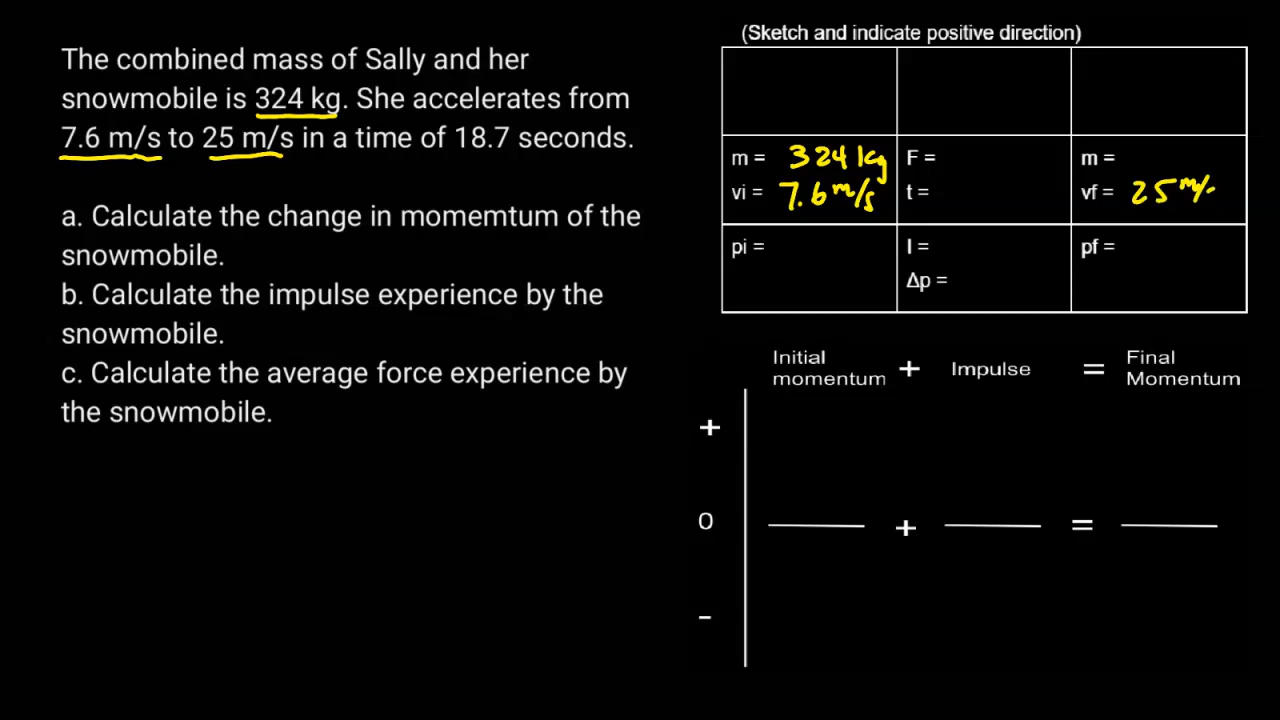 The combined mass of Sally and her
snowmobile is 324 kg. She accelerates from
7.6 m/s to 25 m/s in a time of 18.7 seconds.
a. Calculate the change in momemtum of the
snowmobile.
b. Calculate the impulse experience by the
snowmobile.
c. Calculate the average force experience by
the snowmobile.
(Sketch and indicate positive direction)
m = 324 kg
vi = 7.6 m/s
F =
t =
m =
vf = 25 m/s
pi =
I =
Δp =
pf =
Initial
momentum
+
Impulse
=
Final
Momentum
+
0
+
=
-